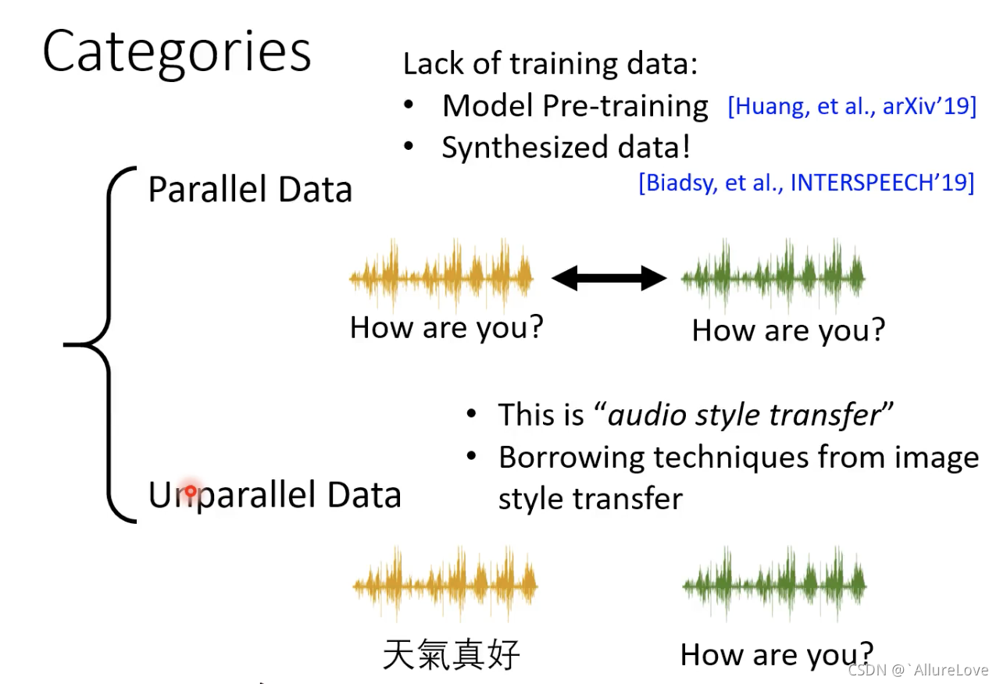 Categories
Lack of training data:
• Model Pre-training [Huang, et al., arXiv’19]
• Synthesized data!
[Biadsy, et al., INTERSPEECH’19]
Parallel Data
How are you?
How are you?
• This is “audio style transfer”
• Borrowing techniques from image
style transfer
Unparallel Data
天氣真好
How are you?
CSDN @`AllureLove